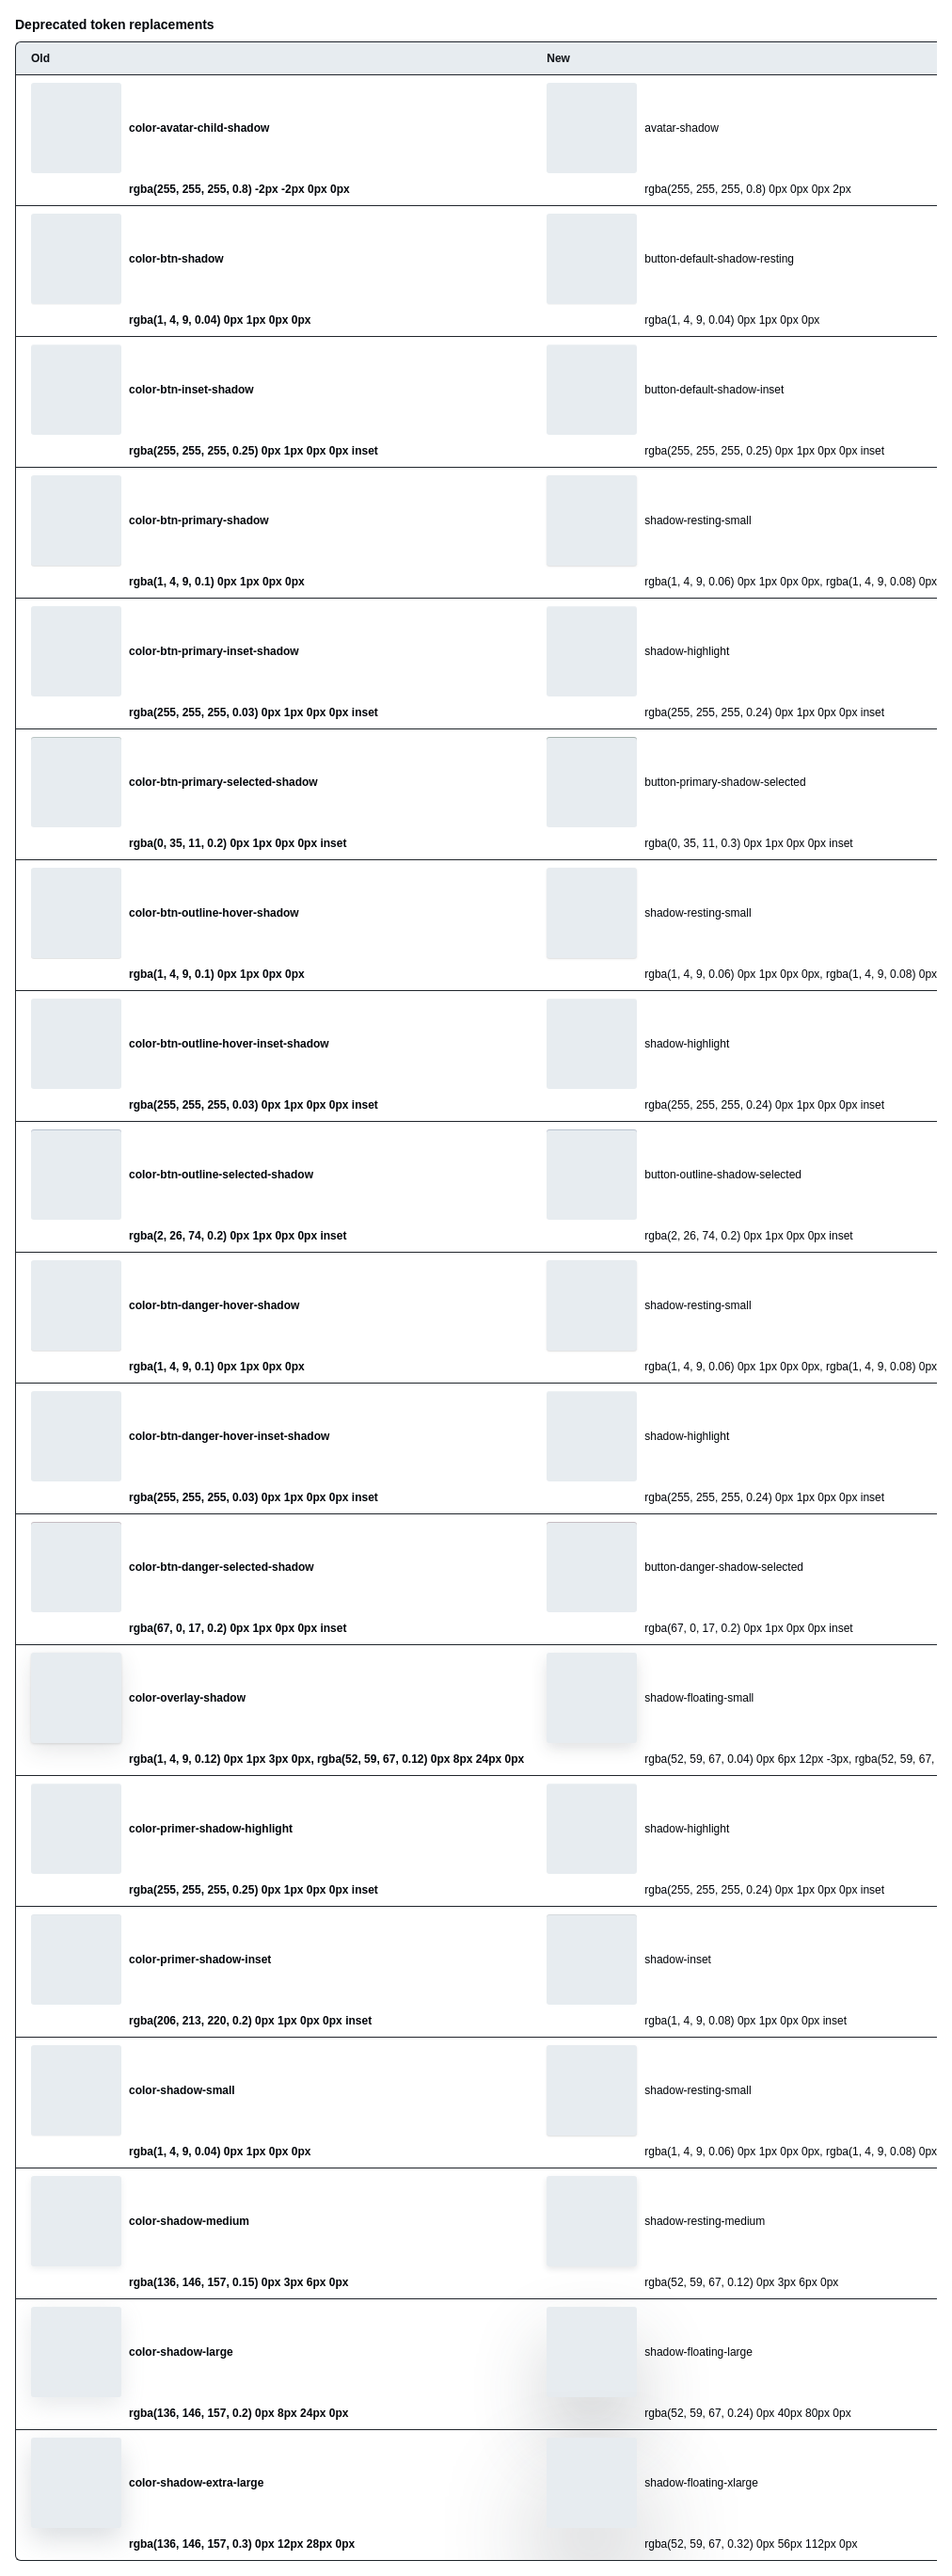 Deprecated token replacements
Old New
color-avatar-child-shadow avatar-shadow
rgba(255, 255, 255, 0.8) -2px -2px 0px 0px rgba(255, 255, 255, 0.8) 0px 0px 0px 2px
color-btn-shadow button-default-shadow-resting
rgba(1, 4, 9, 0.04) 0px 1px 0px 0px rgba(1, 4, 9, 0.04) 0px 1px 0px 0px
color-btn-inset-shadow button-default-shadow-inset
rgba(255, 255, 255, 0.25) 0px 1px 0px 0px inset rgba(255, 255, 255, 0.25) 0px 1px 0px 0px inset
color-btn-primary-shadow shadow-resting-small
rgba(1, 4, 9, 0.1) 0px 1px 0px 0px rgba(1, 4, 9, 0.06) 0px 1px 0px 0px, rgba(1, 4, 9, 0.08) 0px
color-btn-primary-inset-shadow shadow-highlight
rgba(255, 255, 255, 0.03) 0px 1px 0px 0px inset rgba(255, 255, 255, 0.24) 0px 1px 0px 0px inset
color-btn-primary-selected-shadow button-primary-shadow-selected
rgba(0, 35, 11, 0.2) 0px 1px 0px 0px inset rgba(0, 35, 11, 0.3) 0px 1px 0px 0px inset
color-btn-outline-hover-shadow shadow-resting-small
rgba(1, 4, 9, 0.1) 0px 1px 0px 0px rgba(1, 4, 9, 0.06) 0px 1px 0px 0px, rgba(1, 4, 9, 0.08) 0px
color-btn-outline-hover-inset-shadow shadow-highlight
rgba(255, 255, 255, 0.03) 0px 1px 0px 0px inset rgba(255, 255, 255, 0.24) 0px 1px 0px 0px inset
color-btn-outline-selected-shadow button-outline-shadow-selected
rgba(2, 26, 74, 0.2) 0px 1px 0px 0px inset rgba(2, 26, 74, 0.2) 0px 1px 0px 0px inset
color-btn-danger-hover-shadow shadow-resting-small
rgba(1, 4, 9, 0.1) 0px 1px 0px 0px rgba(1, 4, 9, 0.06) 0px 1px 0px 0px, rgba(1, 4, 9, 0.08) 0px
color-btn-danger-hover-inset-shadow shadow-highlight
rgba(255, 255, 255, 0.03) 0px 1px 0px 0px inset rgba(255, 255, 255, 0.24) 0px 1px 0px 0px inset
color-btn-danger-selected-shadow button-danger-shadow-selected
rgba(67, 0, 17, 0.2) 0px 1px 0px 0px inset rgba(67, 0, 17, 0.2) 0px 1px 0px 0px inset
color-overlay-shadow shadow-floating-small
rgba(1, 4, 9, 0.12) 0px 1px 3px 0px, rgba(52, 59, 67, 0.12) 0px 8px 24px 0px rgba(52, 59, 67, 0.04) 0px 6px 12px -3px, rgba(52, 59, 67,
color-primer-shadow-highlight shadow-highlight
rgba(255, 255, 255, 0.25) 0px 1px 0px 0px inset rgba(255, 255, 255, 0.24) 0px 1px 0px 0px inset
color-primer-shadow-inset shadow-inset
rgba(206, 213, 220, 0.2) 0px 1px 0px 0px inset rgba(1, 4, 9, 0.08) 0px 1px 0px 0px inset
color-shadow-small shadow-resting-small
rgba(1, 4, 9, 0.04) 0px 1px 0px 0px rgba(1, 4, 9, 0.06) 0px 1px 0px 0px, rgba(1, 4, 9, 0.08) 0px
color-shadow-medium shadow-resting-medium
rgba(136, 146, 157, 0.15) 0px 3px 6px 0px rgba(52, 59, 67, 0.12) 0px 3px 6px 0px
color-shadow-large shadow-floating-large
rgba(136, 146, 157, 0.2) 0px 8px 24px 0px rgba(52, 59, 67, 0.24) 0px 40px 80px 0px
color-shadow-extra-large shadow-floating-xlarge
rgba(136, 146, 157, 0.3) 0px 12px 28px 0px rgba(52, 59, 67, 0.32) 0px 56px 112px 0px